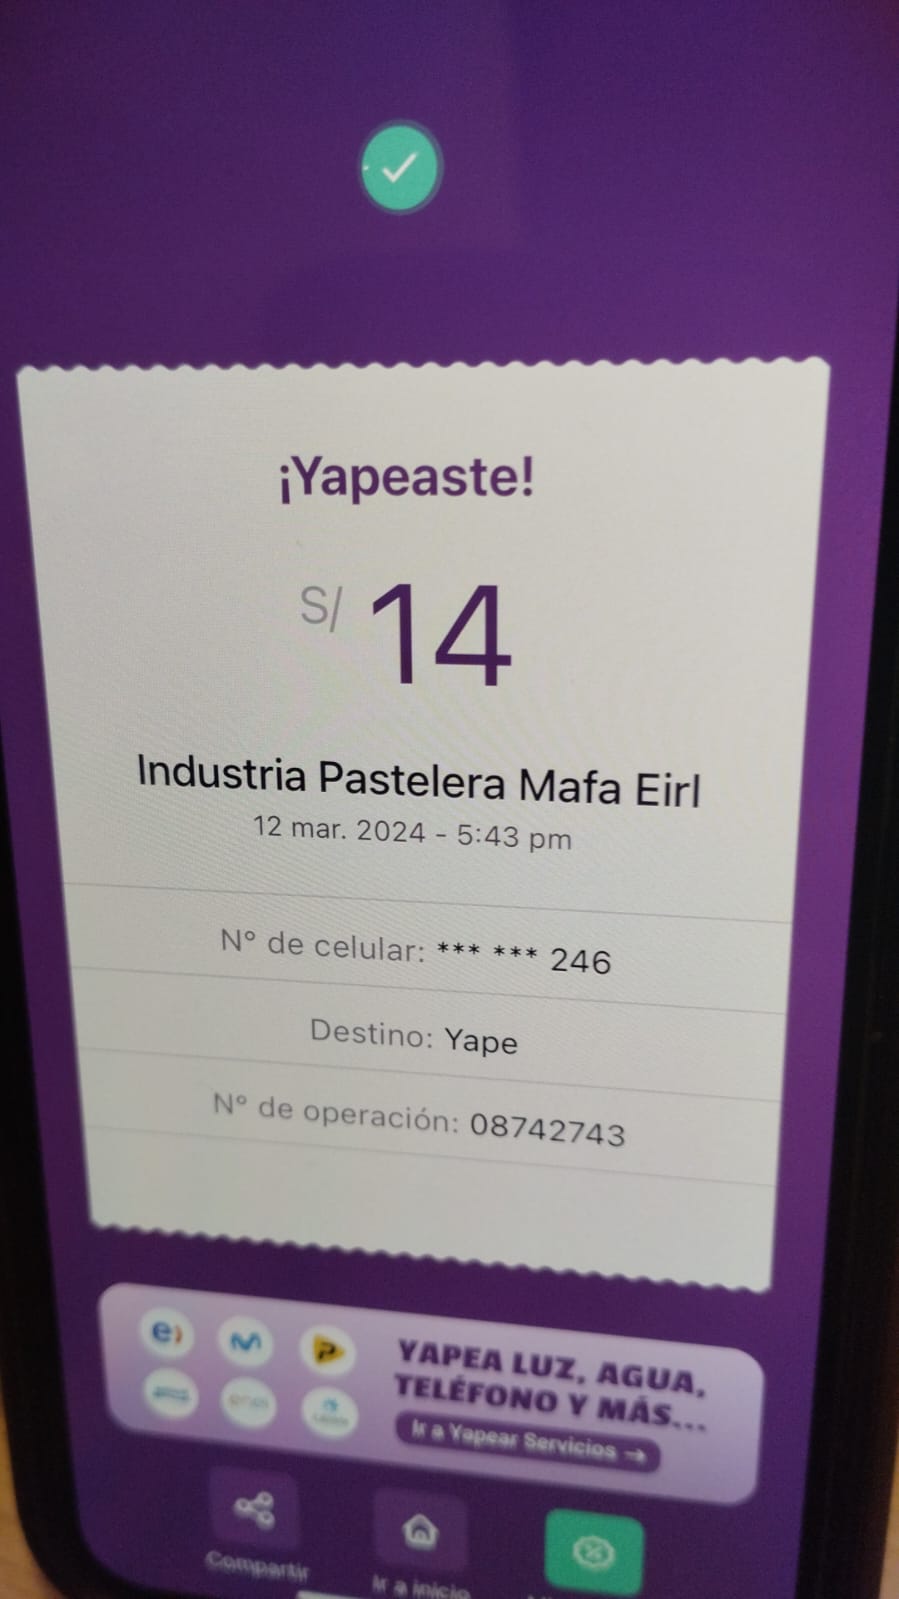 ¡Yapeaste!
S/ 14
Industria Pastelera Mafa Eirl
12 mar. 2024 - 5:43 pm
N° de celular: *** *** 246
Destino: Yape
N° de operación: 08742743
YAPEA LUZ, AGUA,
TELÉFONO Y MÁS...
Ir a Yapear Servicios →
Compartir
Ir a inicio